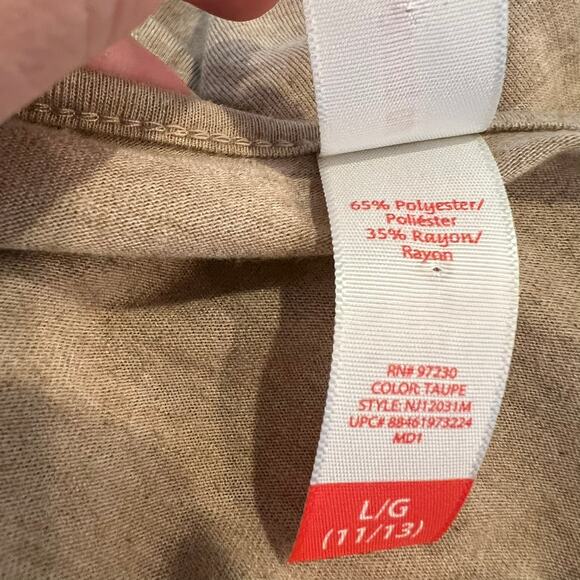 65% Polyester/
Poliéster
35% Rayon/
Rayon
RN# 97230
COLOR: TAUPE
STYLE: NJ12031M
UPC# 88461973224
MD1
L/G
(11/13)